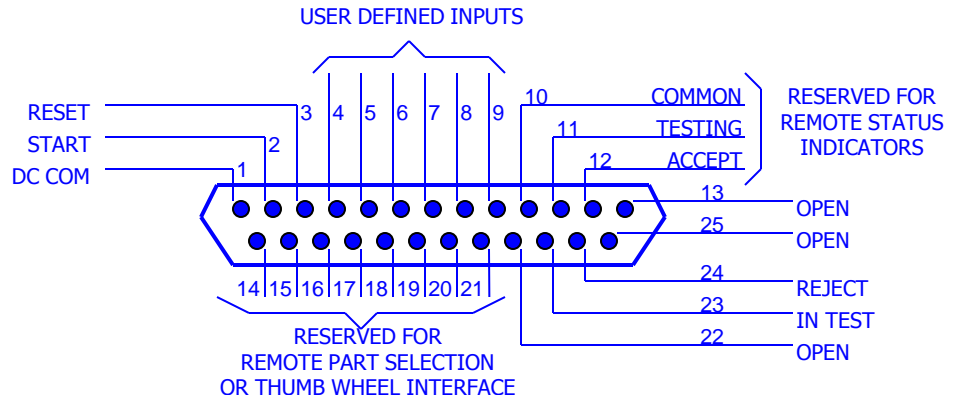 USER DEFINED INPUTS
RESET
START
DC COM
1
2
3
4
5
6
7
8
9
10
COMMON
11
TESTING
12
ACCEPT
RESERVED FOR
REMOTE STATUS
INDICATORS
13
OPEN
25
OPEN
24
REJECT
23
IN TEST
22
OPEN
14 15 16 17 18 19 20 21
RESERVED FOR
REMOTE PART SELECTION
OR THUMB WHEEL INTERFACE